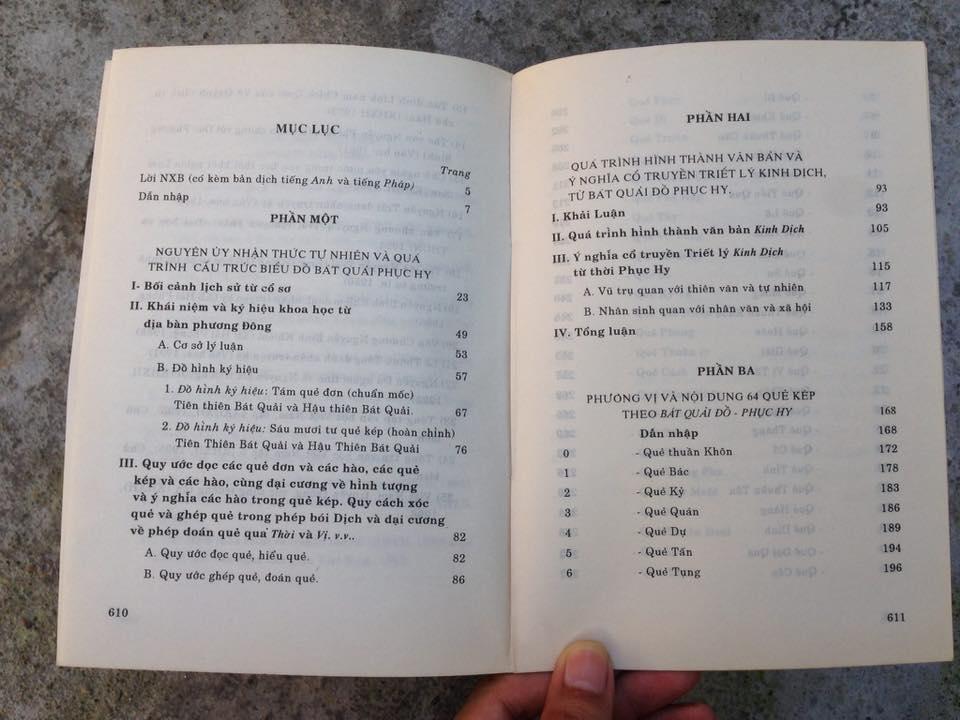 MỤC LỤC
Trang
Lời NXB (có kèm bản dịch tiếng Anh và tiếng Pháp) 5
Dẫn nhập 7
PHẦN MỘT
NGUYÊN ỦY NHẬN THỨC TỰ NHIÊN VÀ QUÁ
TRÌNH CẤU TRÚC BIỂU ĐỒ BÁT QUÁI PHỤC HY
I- Bối cảnh lịch sử từ cổ sơ 23
II. Khái niệm và ký hiệu khoa học từ
địa bàn phương Đông 49
A. Cơ sở lý luận 53
B. Đồ hình ký hiệu 57
1. Đồ hình ký hiệu: Tám quẻ đơn (chuẩn mốc)
Tiên thiên Bát Quái và Hậu thiên Bát Quái. 67
2. Đồ hình ký hiệu: Sáu mươi tư quẻ kép (hoàn chỉnh)
Tiên Thiên Bát Quái và Hậu Thiên Bát Quái 76
III. Quy ước đọc các quẻ đơn và các hào, các quẻ
kép và các hào, cùng đại cương về hình tượng
và ý nghĩa các hào trong quẻ kép. Quy cách xóc
quẻ và ghép quẻ trong phép bói Dịch và đại cương
về phép đoán quẻ qua Thời và Vị. v.v.. 82
A. Quy ước đọc quẻ, hiểu quẻ. 82
B. Quy ước ghép quẻ, đoán quẻ. 86
610
PHẦN HAI
QUÁ TRÌNH HÌNH THÀNH VĂN BẢN VÀ
Ý NGHĨA CỔ TRUYỀN TRIẾT LÝ KINH DỊCH,
TỪ BÁT QUÁI ĐỒ PHỤC HY. 93
I. Khải Luận 93
II. Quá trình hình thành văn bản Kinh Dịch 105
III. Ý nghĩa cổ truyền Triết lý Kinh Dịch
từ thời Phục Hy 115
A. Vũ trụ quan với thiên văn và tự nhiên 117
B. Nhân sinh quan với nhân văn và xã hội 133
IV. Tổng luận 158
PHẦN BA
PHƯƠNG VỊ VÀ NỘI DUNG 64 QUẺ KÉP
THEO BÁT QUÁI ĐỒ - PHỤC HY 168
Dẫn nhập 168
0 - Quẻ thuần Khôn 172
1 - Quẻ Bác 178
2 - Quẻ Kỷ 183
3 - Quẻ Quán 186
4 - Quẻ Dự 189
5 - Quẻ Tấn 194
6 - Quẻ Tụng 196
611